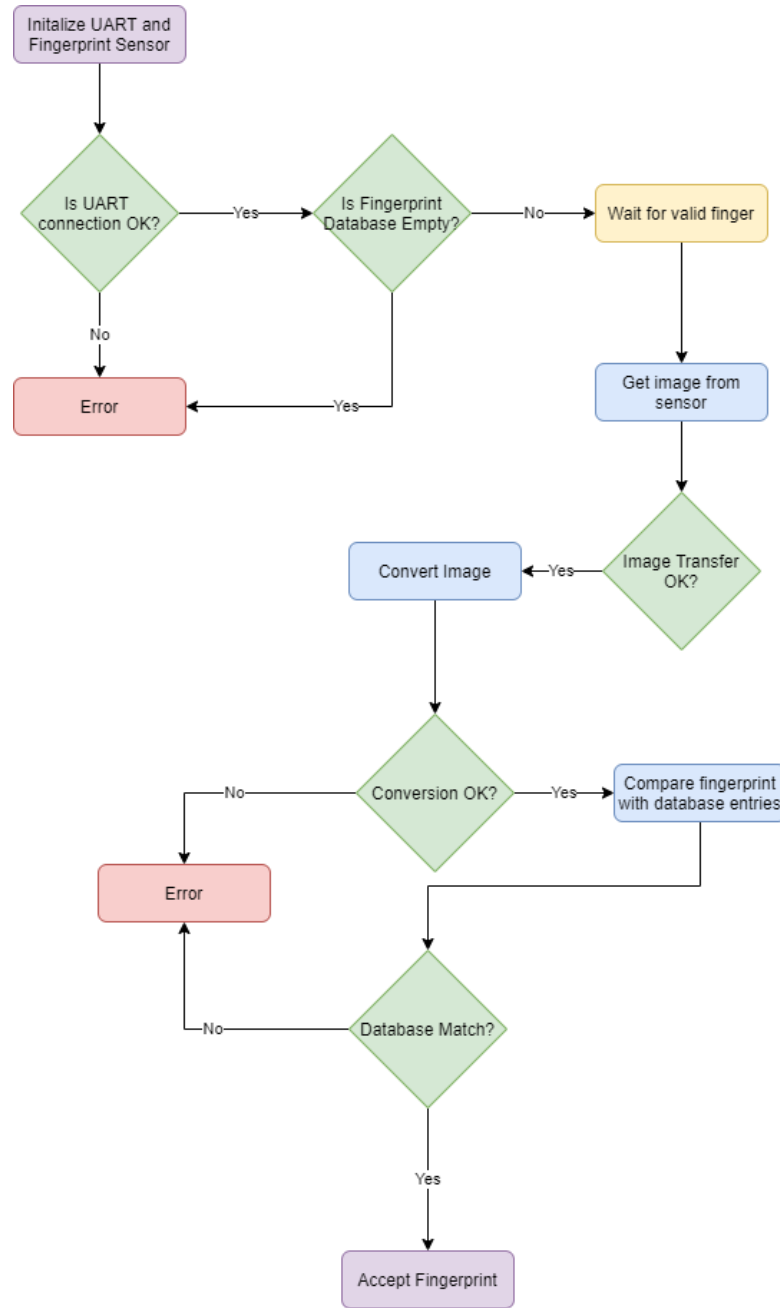 Initalize UART and
Fingerprint Sensor
Is UART
connection OK?
Yes
Is Fingerprint
Database Empty?
No
Wait for valid finger
No
Error
Yes
Get image from
sensor
Image Transfer
OK?
Yes
Convert Image
Conversion OK?
No
Yes
Compare fingerprint
with database entries
Error
Database Match?
No
Yes
Accept Fingerprint